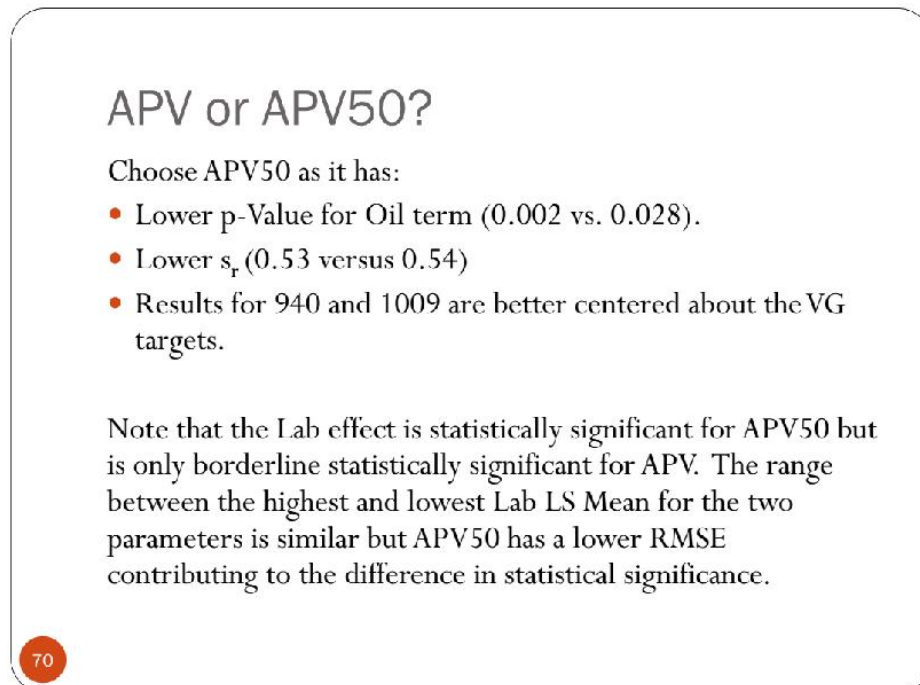 APV or APV50?
Choose APV50 as it has:
• Lower p-Value for Oil term (0.002 vs. 0.028).
• Lower sr (0.53 versus 0.54)
• Results for 940 and 1009 are better centered about the VG
targets.
Note that the Lab effect is statistically significant for APV50 but
is only borderline statistically significant for APV. The range
between the highest and lowest Lab LS Mean for the two
parameters is similar but APV50 has a lower RMSE
contributing to the difference in statistical significance.
70